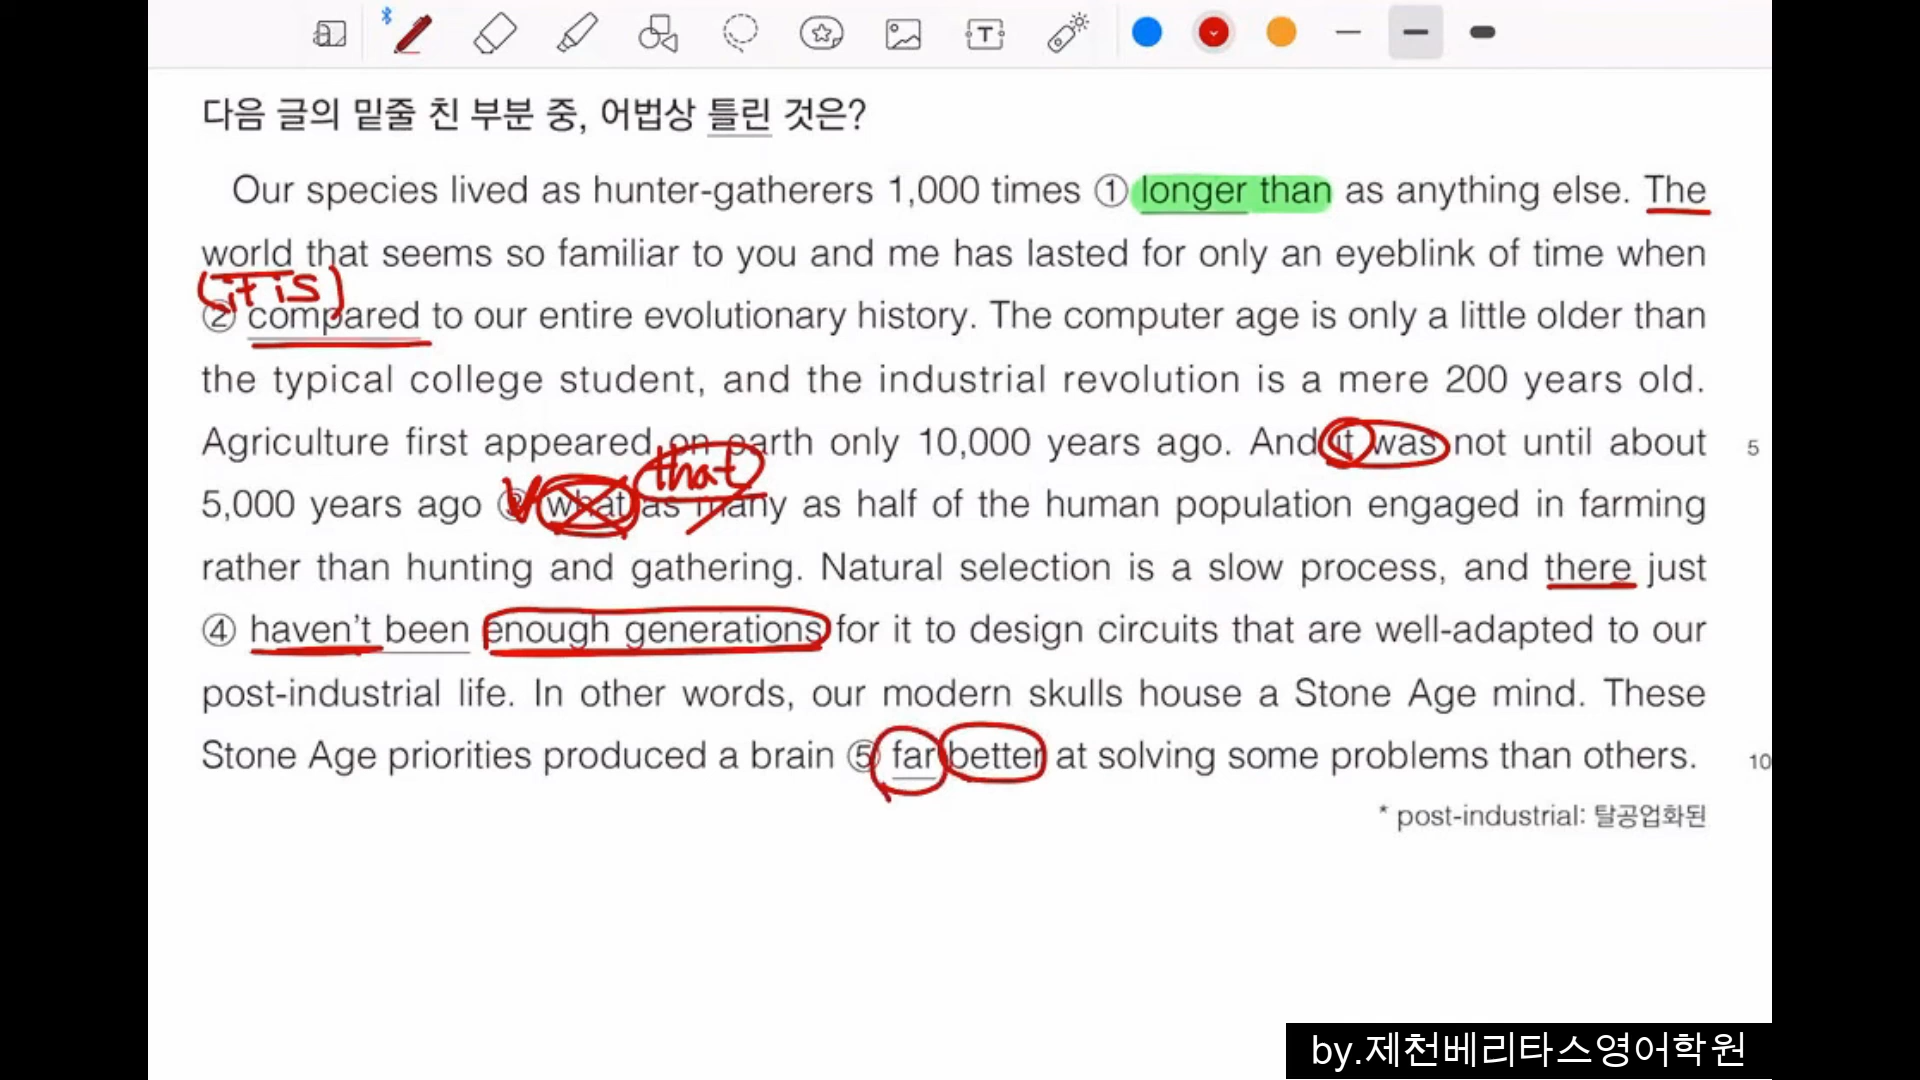 다음 글의 밑줄 친 부분 중, 어법상 틀린 것은?
Our species lived as hunter-gatherers 1,000 times ① longer than as anything else. The
world that seems so familiar to you and me has lasted for only an eyeblink of time when
(it is)
② compared to our entire evolutionary history. The computer age is only a little older than
the typical college student, and the industrial revolution is a mere 200 years old.
Agriculture first appeared on earth only 10,000 years ago. And it was not until about 5
that
5,000 years ago ③ what as many as half of the human population engaged in farming
rather than hunting and gathering. Natural selection is a slow process, and there just
④ haven't been enough generations for it to design circuits that are well-adapted to our
post-industrial life. In other words, our modern skulls house a Stone Age mind. These
Stone Age priorities produced a brain ⑤ far better at solving some problems than others. 10
* post-industrial: 탈공업화된
by.제천베리타스영어학원